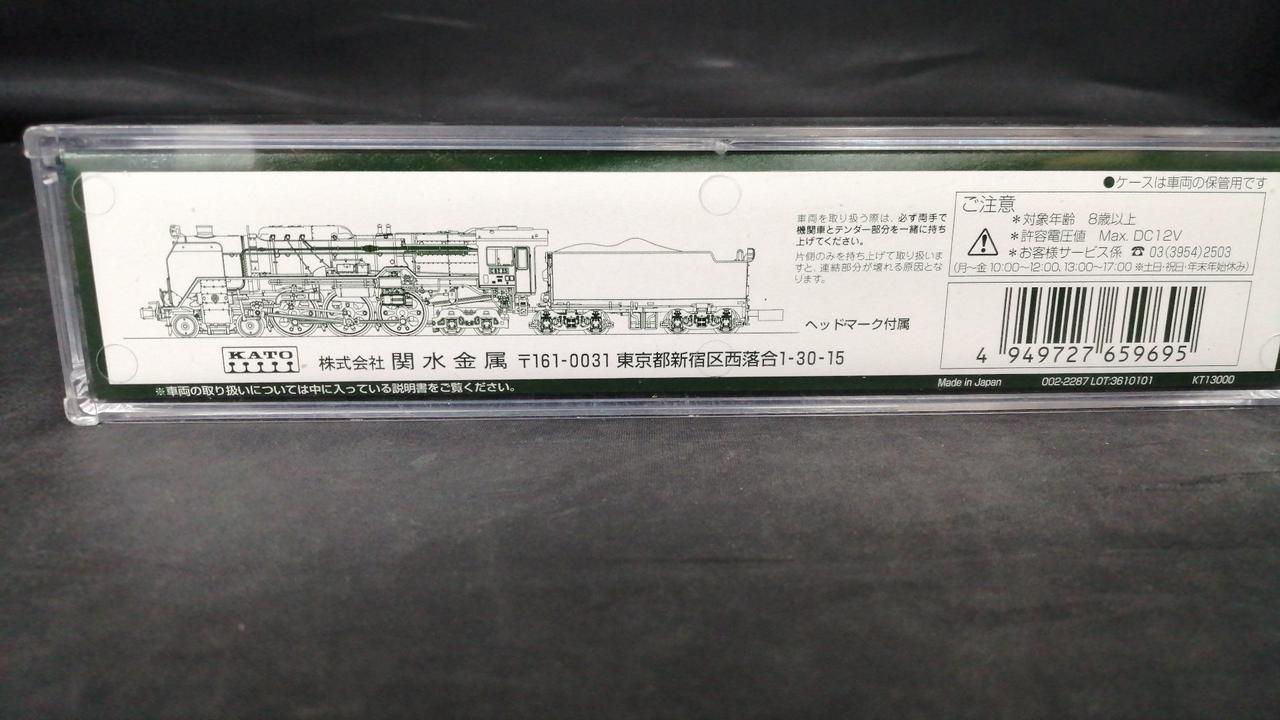 ●ケースは車両の保管用です
車両を取り扱う際は、必ず両手で
機関車とテンダー部分を一緒に持ち
上げてください。
片側のみを持ち上げて取り扱いま
すと、連結部分が壊れる原因とな
ります。
ヘッドマーク付属
ご注意
＊対象年齢 8歳以上
＊許容電圧値 Max. DC12V
＊お客様サービス係 ☎ 03(3954)2503
(月～金 10:00～12:00, 13:00～17:00 ※土日・祝日・年末年始休み)
4 949727 659695
KATO 株式会社 関水金属 〒161-0031 東京都新宿区西落合1-30-15
※車両の取り扱いについては中に入っている説明書をご覧ください。
Made in Japan 002-2287 LOT:3610101 KT13000